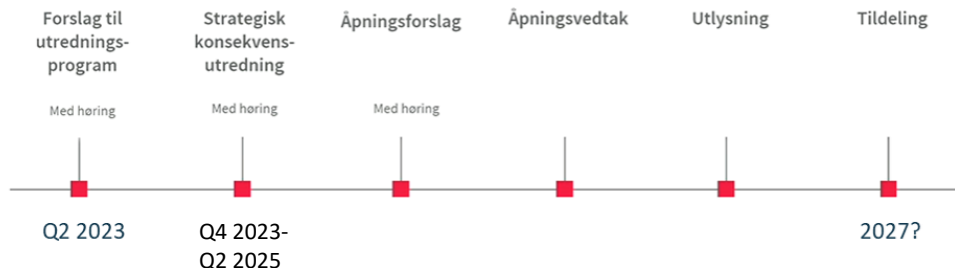 Forslag til
utrednings-
program
Med høring
Q2 2023
Strategisk
konsekvens-
utredning
Med høring
Q4 2023-
Q2 2025
Åpningsforslag
Med høring
Åpningsvedtak
Utlysning
Tildeling
2027?